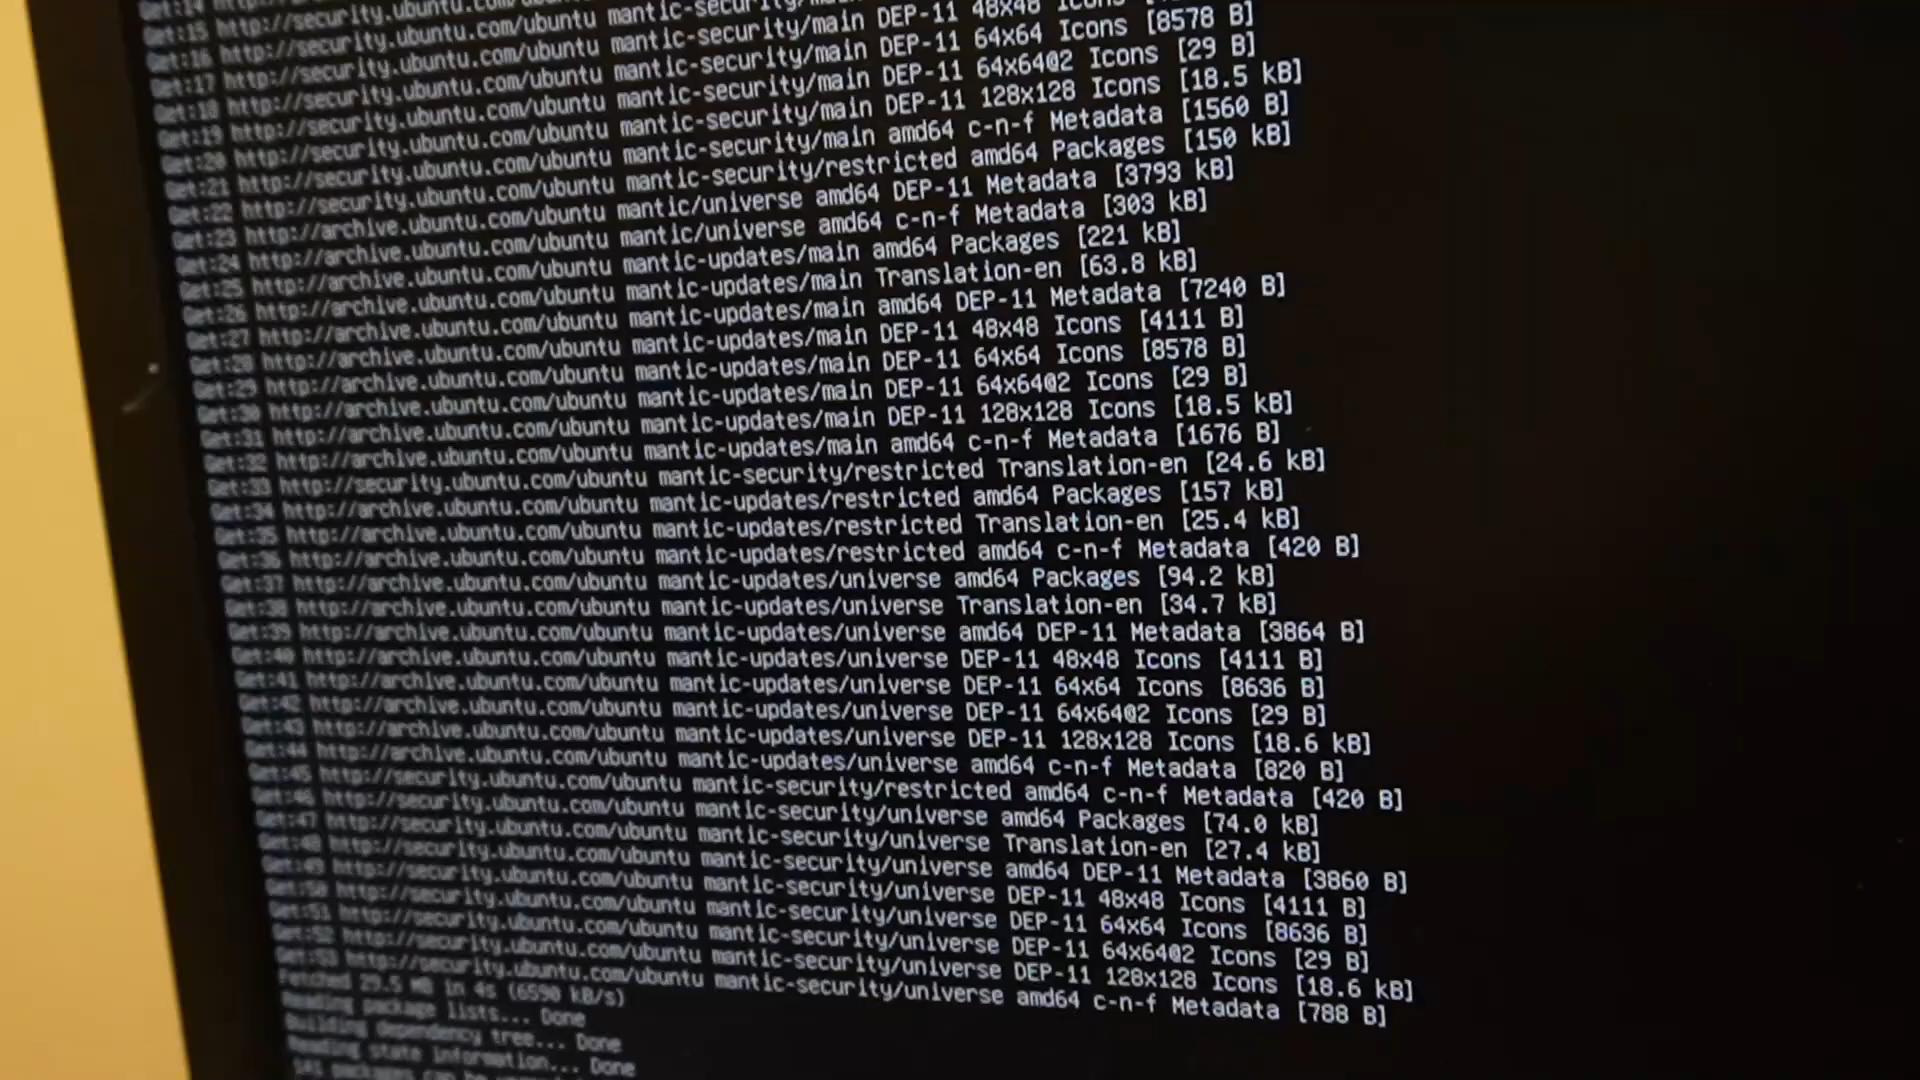 Get:15 http://security.ubuntu.com/ubuntu
Get:16 http://security.ubuntu.com/ubuntu mantic-security/main
Get:17 http://security.ubuntu.com/ubuntu mantic-security/main DEP-11 48x48 Icons
Get:18 http://security.ubuntu.com/ubuntu mantic-security/main DEP-11 64x64 Icons [8578 B]
Get:19 http://security.ubuntu.com/ubuntu mantic-security/main DEP-11 64x64@2 Icons [29 B]
Get:20 http://security.ubuntu.com/ubuntu mantic-security/main DEP-11 128x128 Icons [18.5 kB]
Get:21 http://security.ubuntu.com/ubuntu mantic-security/main amd64 c-n-f Metadata [1560 B]
Get:22 http://security.ubuntu.com/ubuntu mantic-security/restricted amd64 Packages [150 kB]
Get:23 http://archive.ubuntu.com/ubuntu mantic/universe amd64 DEP-11 Metadata [3793 kB]
Get:24 http://archive.ubuntu.com/ubuntu mantic/universe amd64 c-n-f Metadata [303 kB]
Get:25 http://archive.ubuntu.com/ubuntu mantic-updates/main amd64 Packages [221 kB]
Get:26 http://archive.ubuntu.com/ubuntu mantic-updates/main Translation-en [63.8 kB]
Get:27 http://archive.ubuntu.com/ubuntu mantic-updates/main amd64 DEP-11 Metadata [7240 B]
Get:28 http://archive.ubuntu.com/ubuntu mantic-updates/main DEP-11 48x48 Icons [4111 B]
Get:29 http://archive.ubuntu.com/ubuntu mantic-updates/main DEP-11 64x64 Icons [8578 B]
Get:30 http://archive.ubuntu.com/ubuntu mantic-updates/main DEP-11 64x64@2 Icons [29 B]
Get:31 http://archive.ubuntu.com/ubuntu mantic-updates/main DEP-11 128x128 Icons [18.5 kB]
Get:32 http://archive.ubuntu.com/ubuntu mantic-updates/main amd64 c-n-f Metadata [1676 B]
Get:33 http://security.ubuntu.com/ubuntu mantic-security/restricted Translation-en [24.6 kB]
Get:34 http://archive.ubuntu.com/ubuntu mantic-updates/restricted amd64 Packages [157 kB]
Get:35 http://archive.ubuntu.com/ubuntu mantic-updates/restricted Translation-en [25.4 kB]
Get:36 http://archive.ubuntu.com/ubuntu mantic-updates/restricted amd64 c-n-f Metadata [420 B]
Get:37 http://archive.ubuntu.com/ubuntu mantic-updates/universe amd64 Packages [94.2 kB]
Get:38 http://archive.ubuntu.com/ubuntu mantic-updates/universe Translation-en [34.7 kB]
Get:39 http://archive.ubuntu.com/ubuntu mantic-updates/universe amd64 DEP-11 Metadata [3864 B]
Get:40 http://archive.ubuntu.com/ubuntu mantic-updates/universe DEP-11 48x48 Icons [4111 B]
Get:41 http://archive.ubuntu.com/ubuntu mantic-updates/universe DEP-11 64x64 Icons [8636 B]
Get:42 http://archive.ubuntu.com/ubuntu mantic-updates/universe DEP-11 64x64@2 Icons [29 B]
Get:43 http://archive.ubuntu.com/ubuntu mantic-updates/universe DEP-11 128x128 Icons [18.6 kB]
Get:44 http://archive.ubuntu.com/ubuntu mantic-updates/universe amd64 c-n-f Metadata [820 B]
Get:45 http://security.ubuntu.com/ubuntu mantic-security/restricted amd64 c-n-f Metadata [420 B]
Get:46 http://security.ubuntu.com/ubuntu mantic-security/universe amd64 Packages [74.0 kB]
Get:47 http://security.ubuntu.com/ubuntu mantic-security/universe Translation-en [27.4 kB]
Get:48 http://security.ubuntu.com/ubuntu mantic-security/universe amd64 DEP-11 Metadata [3860 B]
Get:49 http://security.ubuntu.com/ubuntu mantic-security/universe DEP-11 48x48 Icons [4111 B]
Get:50 http://security.ubuntu.com/ubuntu mantic-security/universe DEP-11 64x64 Icons [8636 B]
Get:51 http://security.ubuntu.com/ubuntu mantic-security/universe DEP-11 64x64@2 Icons [29 B]
Get:52 http://security.ubuntu.com/ubuntu mantic-security/universe DEP-11 128x128 Icons [18.6 kB]
Get:53 http://security.ubuntu.com/ubuntu mantic-security/universe amd64 c-n-f Metadata [788 B]
Fetched 29.5 MB in 4s (6590 kB/s)
Reading package lists... Done
Building dependency tree... Done
Reading state information... Done
packages can be